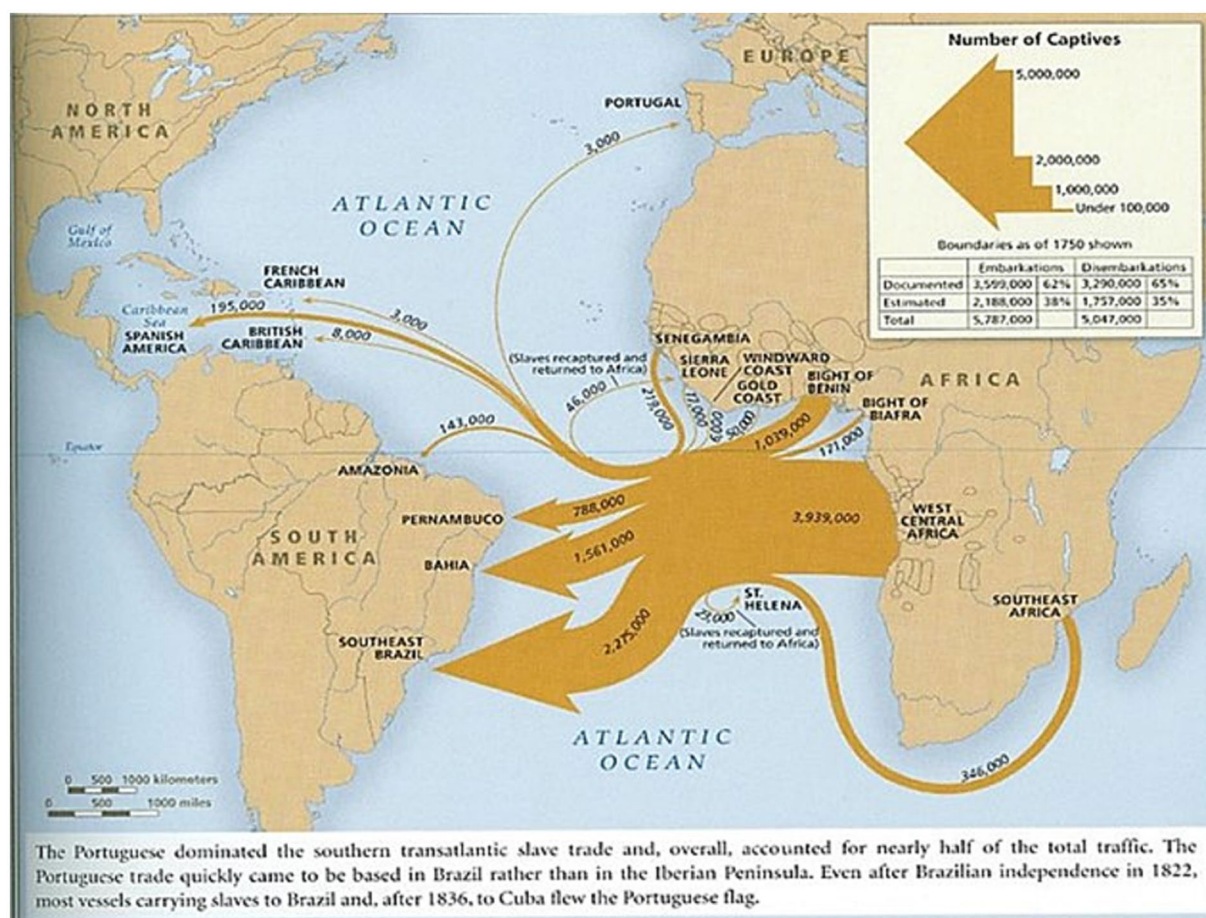 Number of Captives
5,000,000
2,000,000
1,000,000
Under 100,000
Boundaries as of 1750 shown
Embarkations Disembarkations
Documented 3,599,000 62% 3,290,000 65%
Estimated 2,188,000 38% 1,757,000 35%
Total 5,787,000 5,047,000
NORTH
AMERICA
EUROPE
PORTUGAL
3,000
ATLANTIC
OCEAN
Gulf of
Mexico
FRENCH
CARIBBEAN
195,000
Caribbean
Sea
3,000
SPANISH
AMERICA
BRITISH
CARIBBEAN
8,000
SENEGAMBIA
(Slaves recaptured and
returned to Africa)
SIERRA
LEONE
WINDWARD
COAST
GOLD
COAST
BIGHT OF
BENIN
AFRICA
BIGHT OF
BIAFRA
46,000
219,000
17,000
50,000
1,039,000
143,000
Equator
AMAZONIA
PERNAMBUCO
788,000
3,939,000
WEST
CENTRAL
AFRICA
SOUTH
AMERICA
BAHIA
1,561,000
ST.
HELENA
23,000
(Slaves recaptured and
returned to Africa)
SOUTHEAST
AFRICA
SOUTHEAST
BRAZIL
2,275,000
ATLANTIC
OCEAN
346,000
0 500 1000 kilometers
0 500 1000 miles
The Portuguese dominated the southern transatlantic slave trade and, overall, accounted for nearly half of the total traffic. The
Portuguese trade quickly came to be based in Brazil rather than in the Iberian Peninsula. Even after Brazilian independence in 1822,
most vessels carrying slaves to Brazil and, after 1836, to Cuba flew the Portuguese flag.